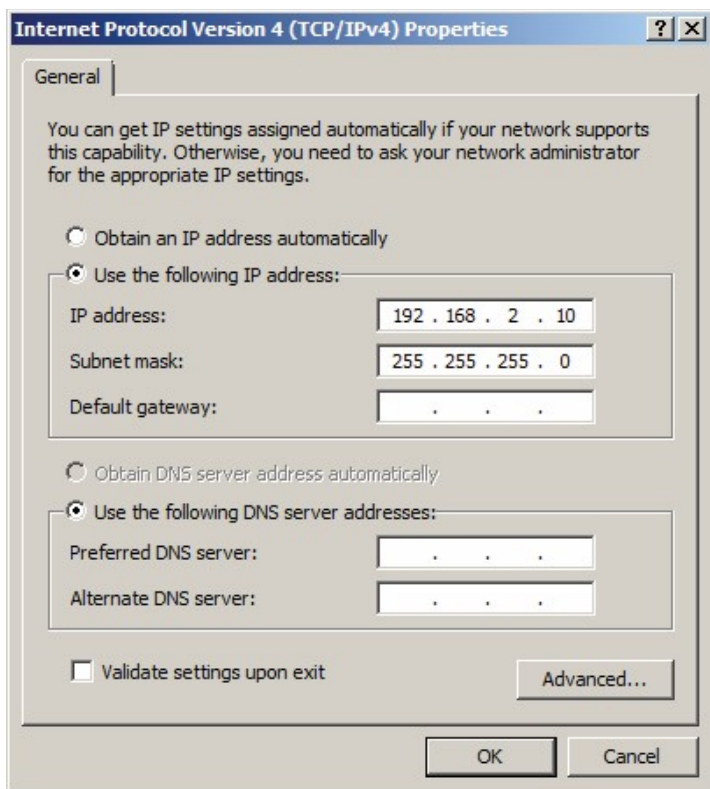 Internet Protocol Version 4 (TCP/IPv4) Properties
General
You can get IP settings assigned automatically if your network supports
this capability. Otherwise, you need to ask your network administrator
for the appropriate IP settings.
Obtain an IP address automatically
Use the following IP address:
IP address: 192 . 168 . 2 . 10
Subnet mask: 255 . 255 . 255 . 0
Default gateway: . . .
Obtain DNS server address automatically
Use the following DNS server addresses:
Preferred DNS server: . . .
Alternate DNS server: . . .
Validate settings upon exit
Advanced...
OK Cancel